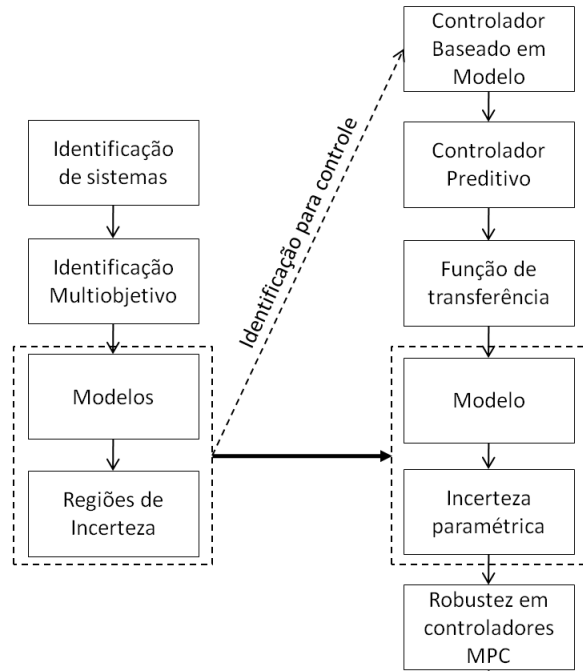 Identificação
de sistemas
Identificação
Multiobjetivo
Modelos
Regiões de
Incerteza
Identificação para controle
Controlador
Baseado em
Modelo
Controlador
Preditivo
Função de
transferência
Modelo
Incerteza
paramétrica
Robustez em
controladores
MPC